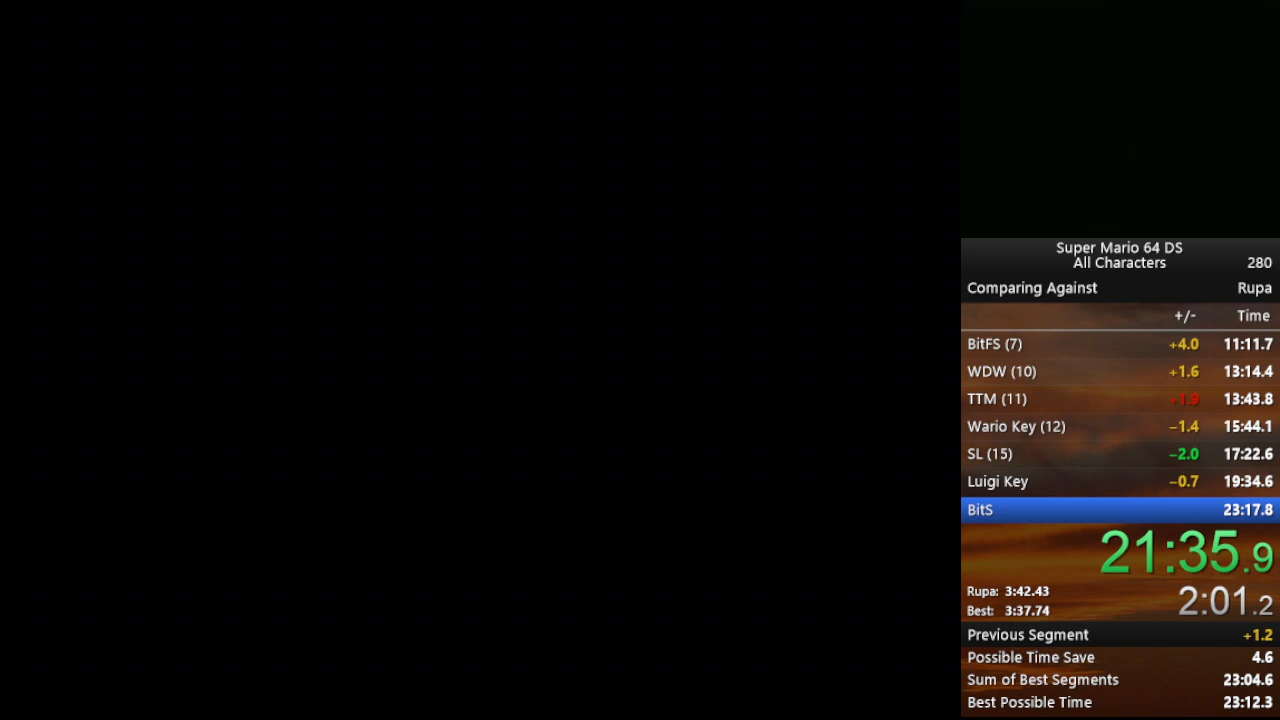 Super Mario 64 DS
All Characters 280
Comparing Against Rupa
+/- Time
BitFS (7) +4.0 11:11.7
WDW (10) +1.6 13:14.4
TTM (11) +1.9 13:43.8
Wario Key (12) −1.4 15:44.1
SL (15) −2.0 17:22.6
Luigi Key −0.7 19:34.6
BitS 23:17.8
21:35.9
Rupa: 3:42.43
Best: 3:37.74
2:01.2
Previous Segment +1.2
Possible Time Save 4.6
Sum of Best Segments 23:04.6
Best Possible Time 23:12.3